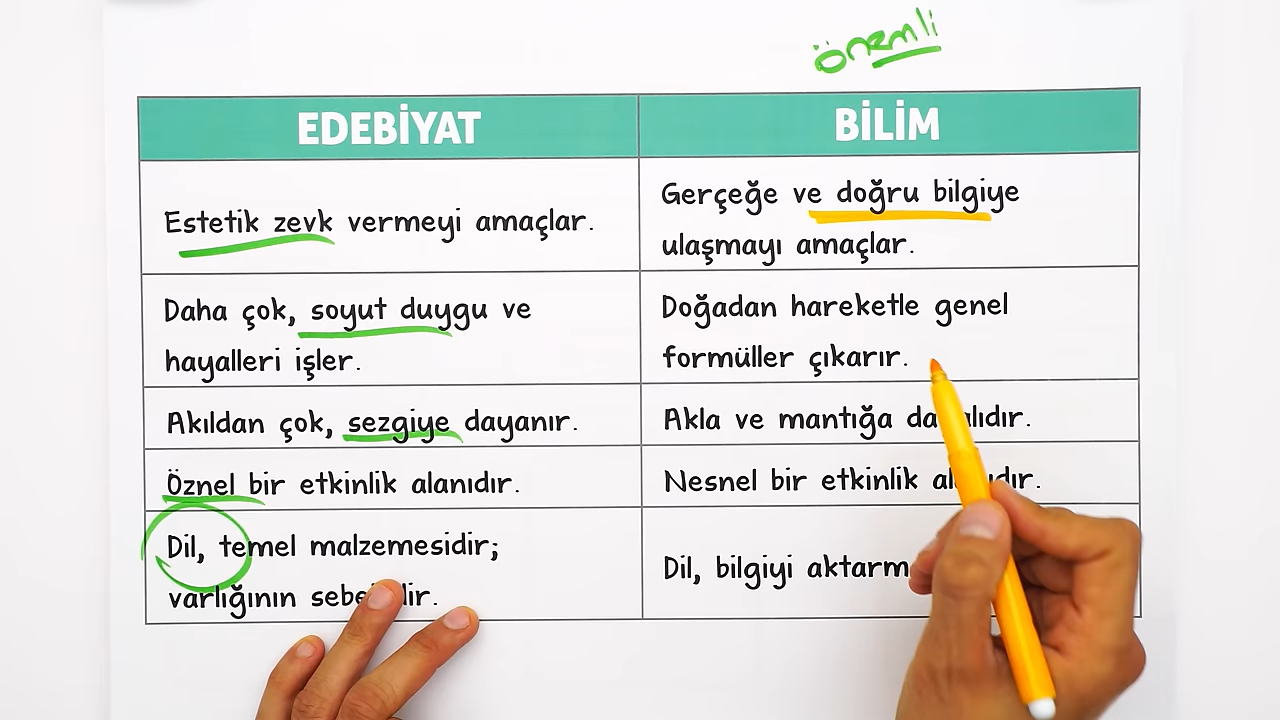 önemli
EDEBİYAT
BİLİM
Estetik zevk vermeyi amaçlar.
Gerçeğe ve doğru bilgiye
ulaşmayı amaçlar.
Daha çok, soyut duygu ve
hayalleri işler.
Doğadan hareketle genel
formüller çıkarır.
Akıldan çok, sezgiye dayanır.
Akla ve mantığa
Öznel bir etkinlik alanıdır.
Nesnel bir etkinlik
Dil, temel malzemesidir;
varlığının
Dil, bilgiyi